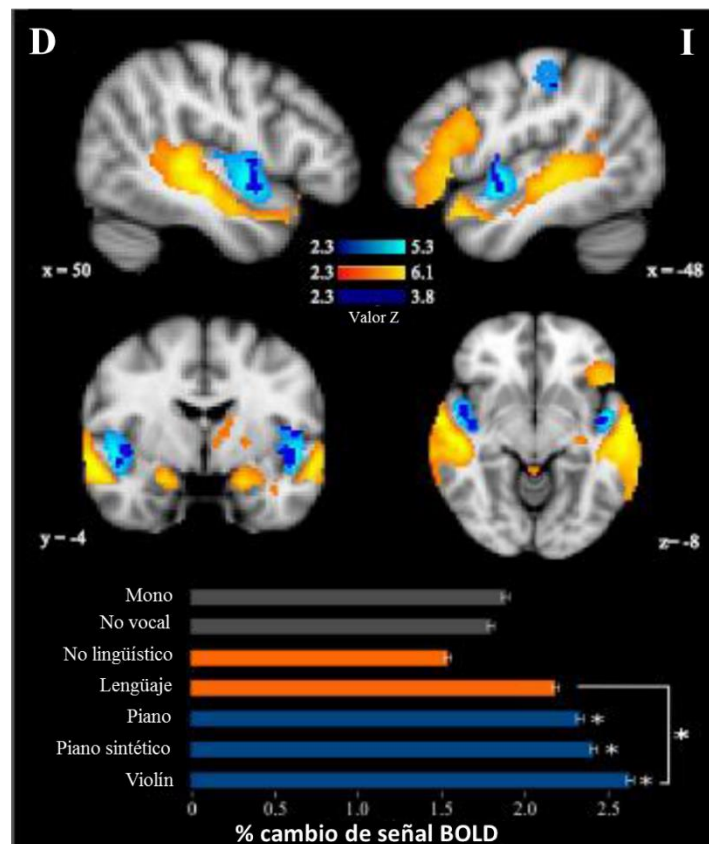 D I
x = 50 x = -48
2.3 5.3
2.3 6.1
2.3 3.8
Valor Z
y = -4 z= -8
Mono
No vocal
No lingüístico
Lengüaje
Piano *
Piano sintético *
Violín *
*
0 0.5 1.0 1.5 2.0 2.5
% cambio de señal BOLD